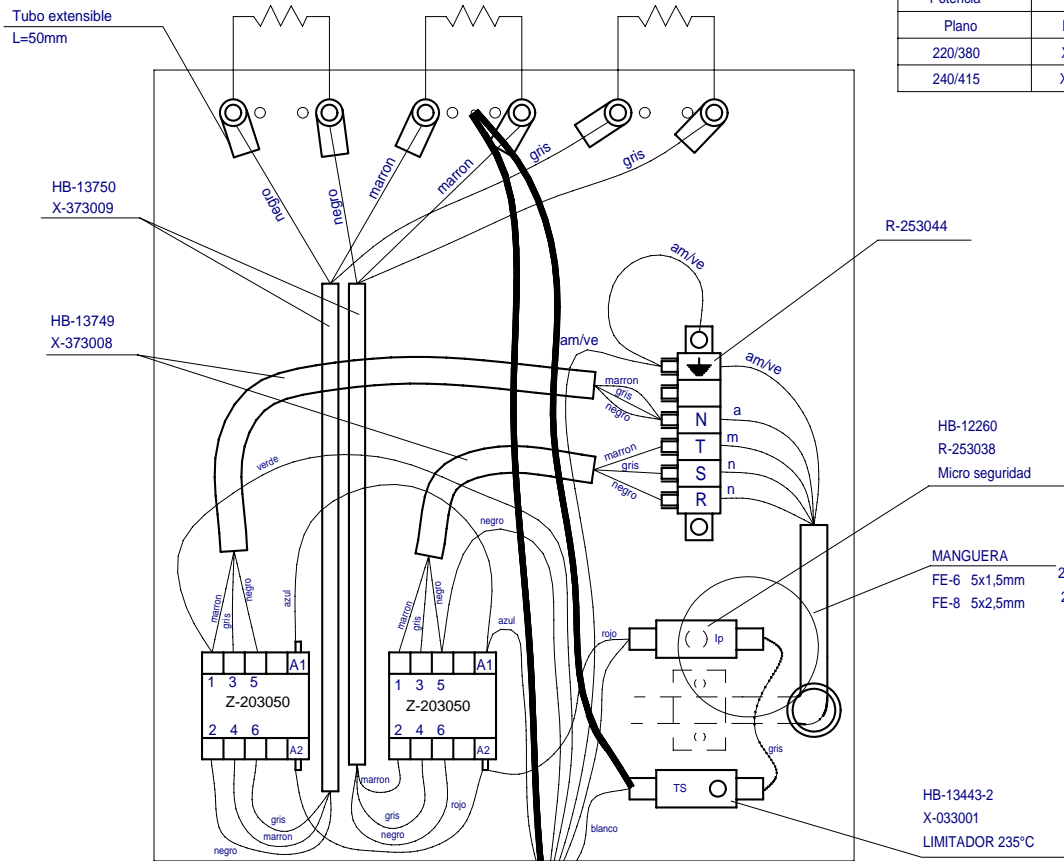 Tubo extensible
L=50mm
Potencia
Plano
220/380
240/415
negro
negro
marron
marron
gris
gris
HB-13750
X-373009
R-253044
am/ve
HB-13749
X-373008
am/ve
am/ve
marron
gris
negro
N
a
T
m
S
n
R
n
marron
gris
negro
HB-12260
R-253038
Micro seguridad
verde
negro
MANGUERA
FE-6 5x1,5mm
FE-8 5x2,5mm
2
2
marron
gris
negro
azul
marron
gris
negro
azul
rojo
Ip
1 3 5 A1
Z-203050
2 4 6 A2
1 3 5 A1
Z-203050
2 4 6 A2
gris
marron
negro
marron
gris
negro
rojo
blanco
TS
gris
HB-13443-2
X-033001
LIMITADOR 235°C